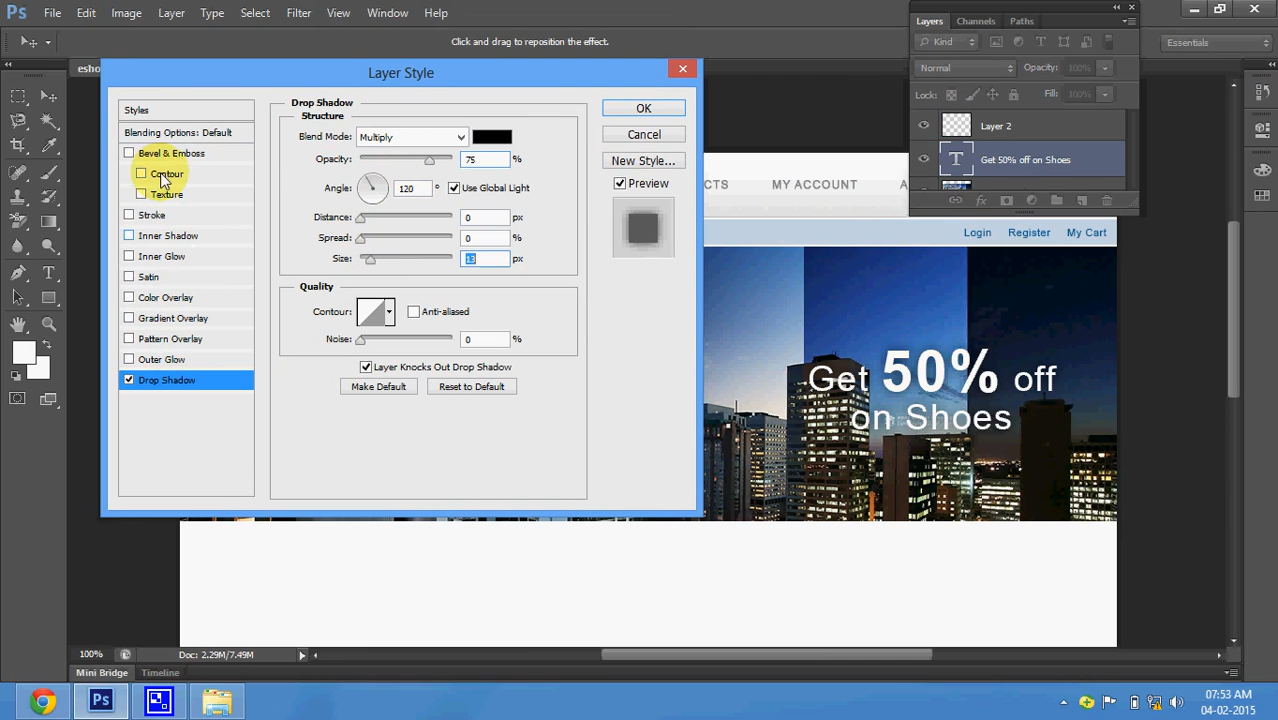 Ps File Edit Image Layer Type Select Filter View Window Help
Click and drag to reposition the effect.
Essentials
Layers Channels Paths
Kind
Normal Opacity: 100%
Lock: Fill: 100%
Layer 2
T Get 50% off on Shoes
fx
esho
Layer Style
Styles
Blending Options: Default
Bevel & Emboss
Contour
Texture
Stroke
Inner Shadow
Inner Glow
Satin
Color Overlay
Gradient Overlay
Pattern Overlay
Outer Glow
Drop Shadow
Drop Shadow
Structure
Blend Mode: Multiply
Opacity: 75 %
Angle: 120 ° Use Global Light
Distance: 0 px
Spread: 0 %
Size: 13 px
Quality
Contour: Anti-aliased
Noise: 0 %
Layer Knocks Out Drop Shadow
Make Default Reset to Default
OK
Cancel
New Style...
Preview
CTS MY ACCOUNT A
Login Register My Cart
Get 50% off
on Shoes
100% Doc: 2.29M/7.49M
Mini Bridge Timeline
Ps
07:53 AM
04-02-2015